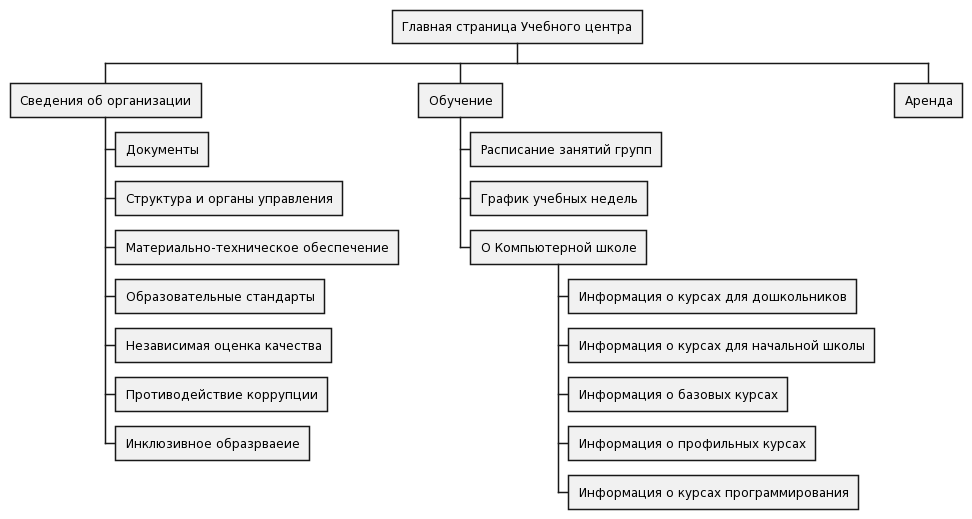 Главная страница Учебного центра
Сведения об организации
Документы
Структура и органы управления
Материально-техническое обеспечение
Образовательные стандарты
Независимая оценка качества
Противодействие коррупции
Инклюзивное образрваеие
Обучение
Расписание занятий групп
График учебных недель
О Компьютерной школе
Информация о курсах для дошкольников
Информация о курсах для начальной школы
Информация о базовых курсах
Информация о профильных курсах
Информация о курсах программирования
Аренда